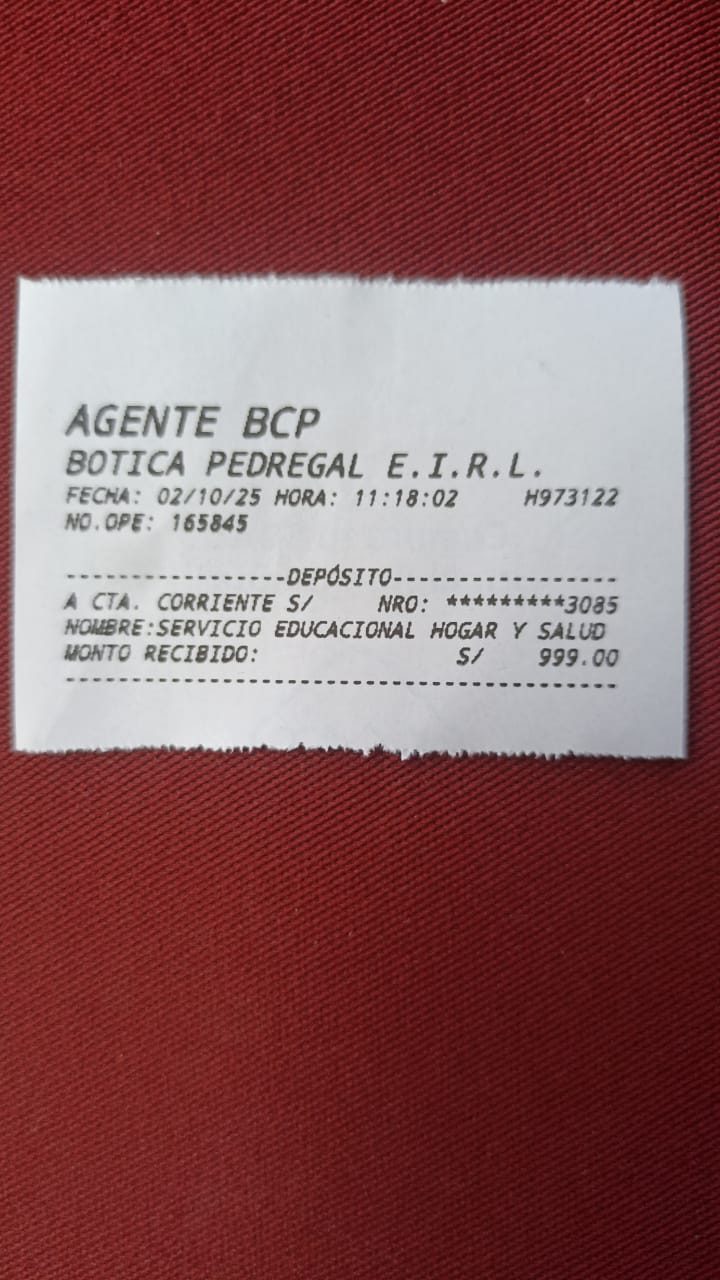 AGENTE BCP
BOTICA PEDREGAL E.I.R.L.
FECHA: 02/10/25 HORA: 11:18:02 H973122
NO.OPE: 165845
-----------------DEPÓSITO-----------------
A CTA. CORRIENTE S/ NRO: *********3085
NOMBRE:SERVICIO EDUCACIONAL HOGAR Y SALUD
MONTO RECIBIDO: S/ 999.00
------------------------------------------